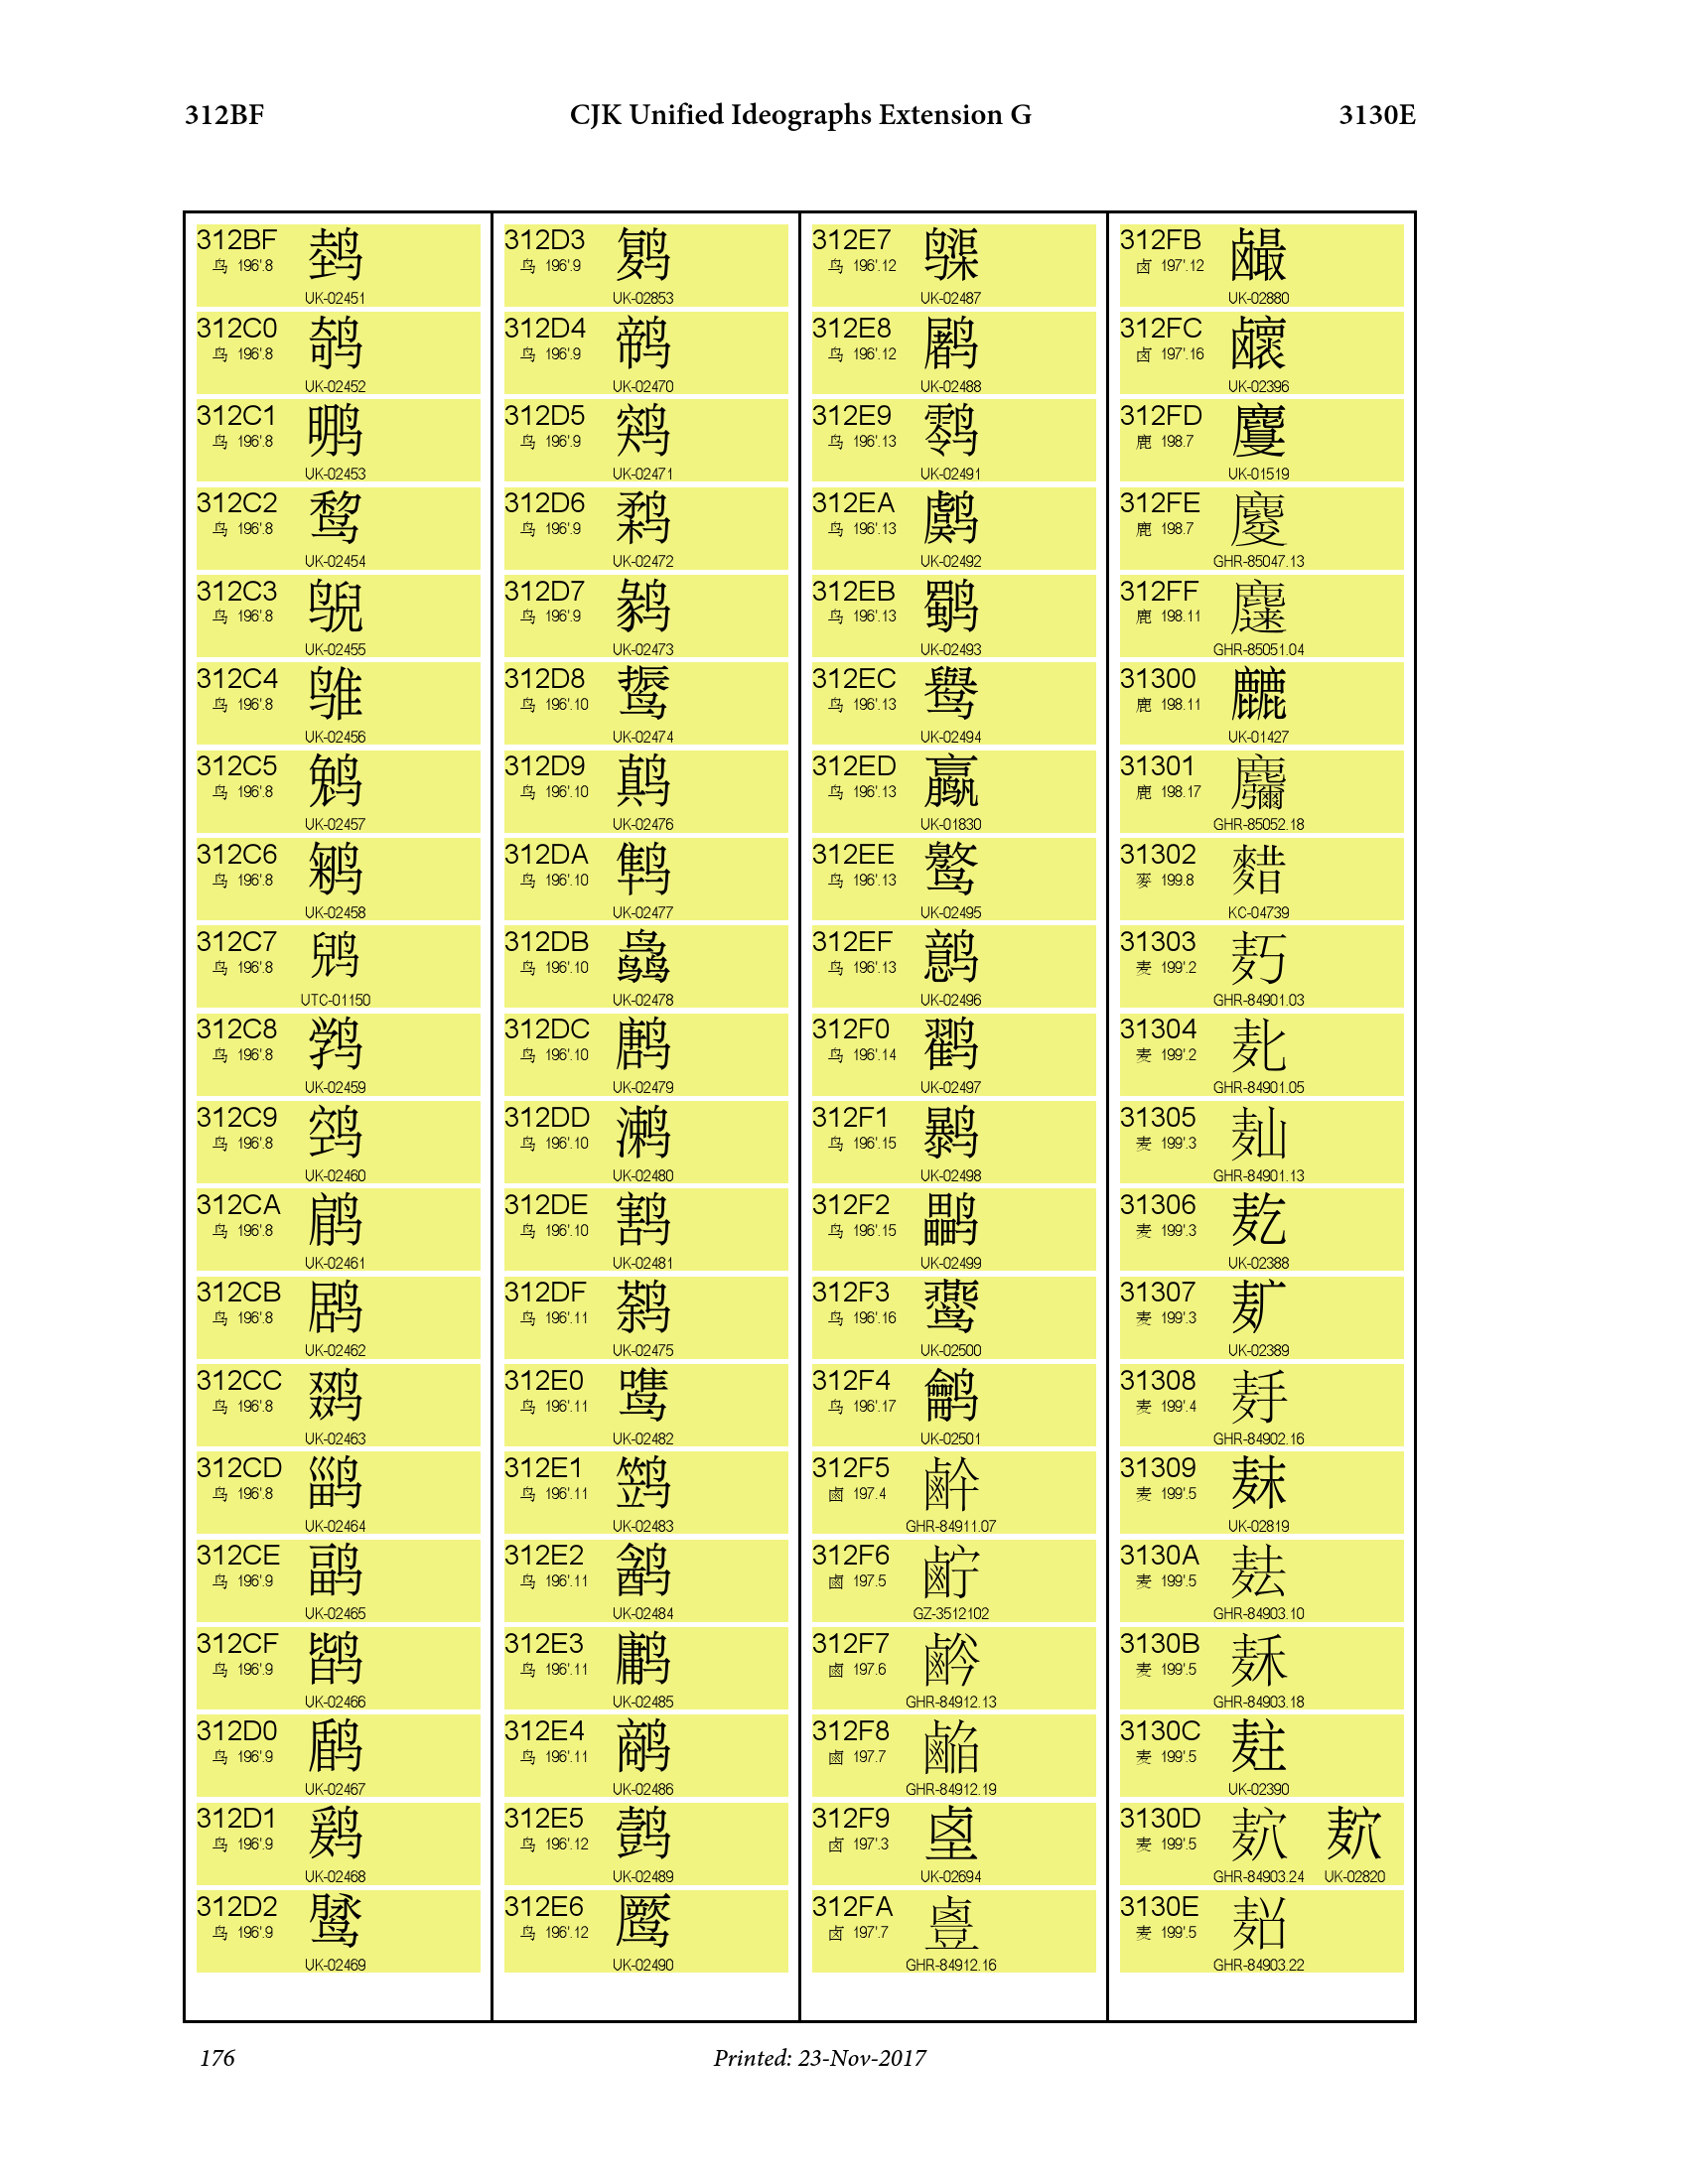 312BF CJK Unified Ideographs Extension G 3130E
312BF
鸟 196'.8
UK-02451
312C0
鸟 196'.8
UK-02452
312C1
鸟 196'.8
UK-02453
312C2
鸟 196'.8
UK-02454
312C3
鸟 196'.8
UK-02455
312C4
鸟 196'.8
UK-02456
312C5
鸟 196'.8
UK-02457
312C6
鸟 196'.8
UK-02458
312C7
鸟 196'.8
UTC-01150
312C8
鸟 196'.8
UK-02459
312C9
鸟 196'.8
UK-02460
312CA
鸟 196'.8
UK-02461
312CB
鸟 196'.8
UK-02462
312CC
鸟 196'.8
UK-02463
312CD
鸟 196'.8
UK-02464
312CE
鸟 196'.9
UK-02465
312CF
鸟 196'.9
UK-02466
312D0
鸟 196'.9
UK-02467
312D1
鸟 196'.9
UK-02468
312D2
鸟 196'.9
UK-02469
312D3
鸟 196'.9
UK-02853
312D4
鸟 196'.9
UK-02470
312D5
鸟 196'.9
UK-02471
312D6
鸟 196'.9
UK-02472
312D7
鸟 196'.9
UK-02473
312D8
鸟 196'.10
UK-02474
312D9
鸟 196'.10
UK-02476
312DA
鸟 196'.10
UK-02477
312DB
鸟 196'.10
UK-02478
312DC
鸟 196'.10
UK-02479
312DD
鸟 196'.10
UK-02480
312DE
鸟 196'.10
UK-02481
312DF
鸟 196'.11
UK-02475
312E0
鸟 196'.11
UK-02482
312E1
鸟 196'.11
UK-02483
312E2
鸟 196'.11
UK-02484
312E3
鸟 196'.11
UK-02485
312E4
鸟 196'.11
UK-02486
312E5
鸟 196'.12
UK-02489
312E6
鸟 196'.12
UK-02490
312E7
鸟 196'.12
UK-02487
312E8
鸟 196'.12
UK-02488
312E9
鸟 196'.13
UK-02491
312EA
鸟 196'.13
UK-02492
312EB
鸟 196'.13
UK-02493
312EC
鸟 196'.13
UK-02494
312ED
鸟 196'.13
UK-01830
312EE
鸟 196'.13
UK-02495
312EF
鸟 196'.13
UK-02496
312F0
鸟 196'.14
UK-02497
312F1
鸟 196'.15
UK-02498
312F2
鸟 196'.15
UK-02499
312F3
鸟 196'.16
UK-02500
312F4
鸟 196'.17
UK-02501
312F5
鹵 197.4
GHR-84911.07
312F6
鹵 197.5
GZ-3512102
312F7
鹵 197.6
GHR-84912.13
312F8
鹵 197.7
GHR-84912.19
312F9
卤 197'.3
UK-02694
312FA
卤 197'.7
GHR-84912.16
312FB
卤 197'.12
UK-02880
312FC
卤 197'.16
UK-02396
312FD
鹿 198.7
UK-01519
312FE
鹿 198.7
GHR-85047.13
312FF
鹿 198.11
GHR-85051.04
31300
鹿 198.11
UK-01427
31301
鹿 198.17
GHR-85052.18
31302
麥 199.8
KC-04739
31303
麦 199'.2
GHR-84901.03
31304
麦 199'.2
GHR-84901.05
31305
麦 199'.3
GHR-84901.13
31306
麦 199'.3
UK-02388
31307
麦 199'.3
UK-02389
31308
麦 199'.4
GHR-84902.16
31309
麦 199'.5
UK-02819
3130A
麦 199'.5
GHR-84903.10
3130B
麦 199'.5
GHR-84903.18
3130C
麦 199'.5
UK-02390
3130D
麦 199'.5
GHR-84903.24 UK-02820
3130E
麦 199'.5
GHR-84903.22
176 Printed: 23-Nov-2017